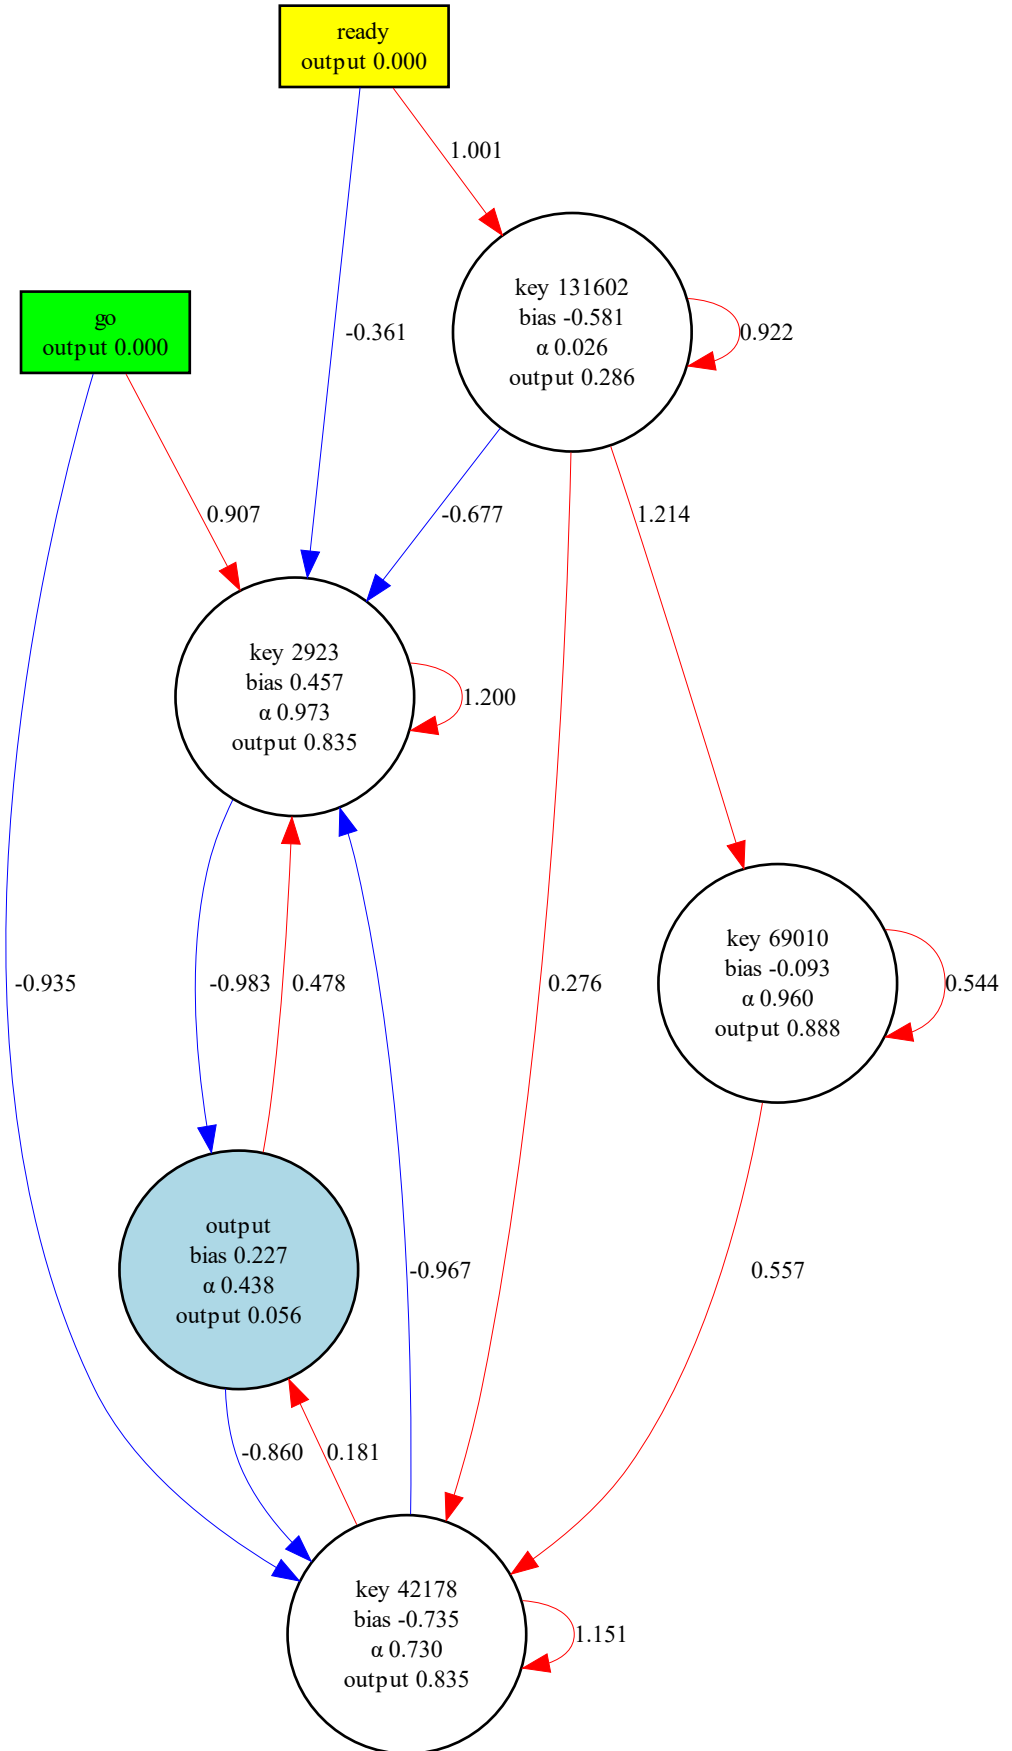 ready
output 0.000
1.001
key 131602
bias -0.581
α 0.026
output 0.286
0.922
go
output 0.000
-0.361
0.907
-0.677
1.214
key 2923
bias 0.457
α 0.973
output 0.835
1.200
key 69010
bias -0.093
α 0.960
output 0.888
0.544
-0.935
-0.983
0.478
0.276
output
bias 0.227
α 0.438
output 0.056
-0.967
0.557
-0.860
0.181
key 42178
bias -0.735
α 0.730
output 0.835
1.151